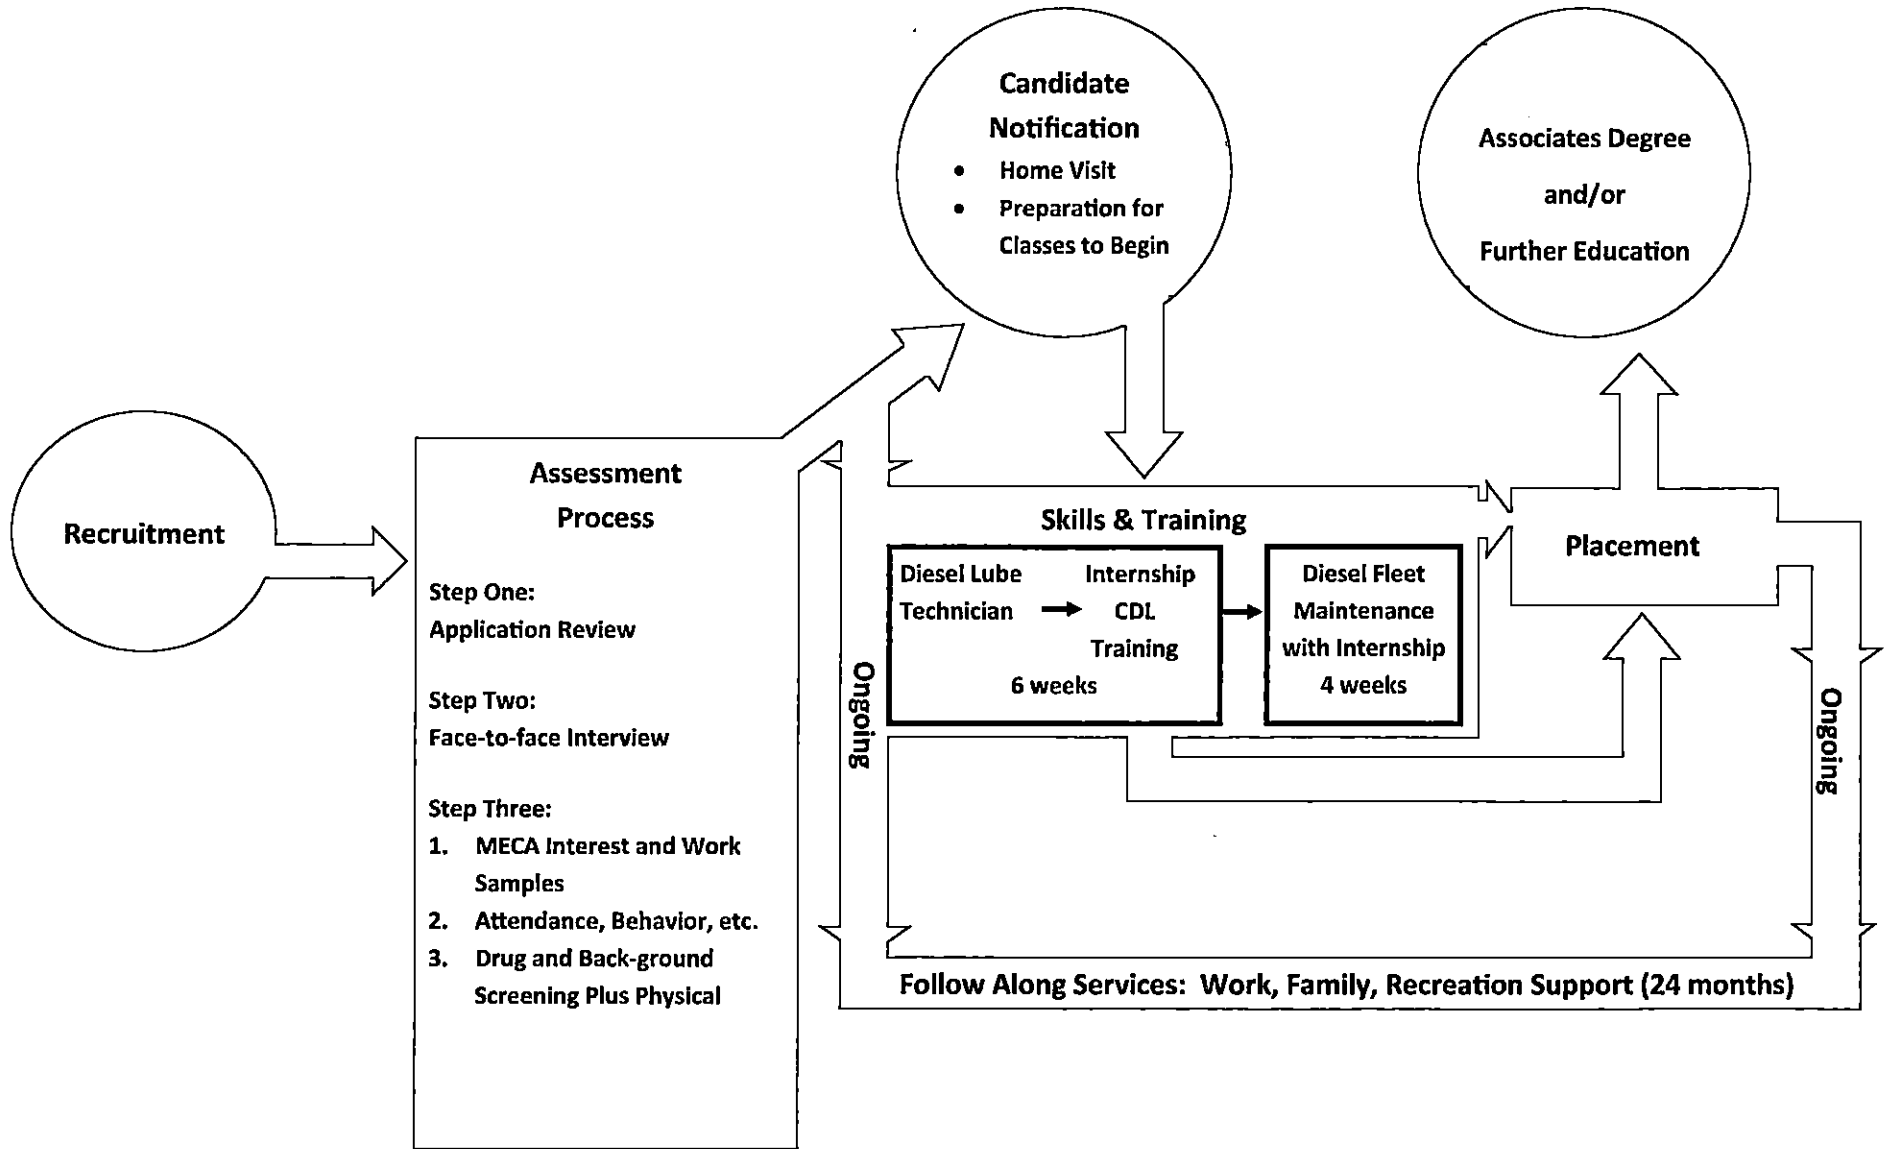 Recruitment
Assessment
Process
Step One:
Application Review
Step Two:
Face-to-face Interview
Step Three:
1. MECA Interest and Work
Samples
2. Attendance, Behavior, etc.
3. Drug and Back-ground
Screening Plus Physical
Candidate
Notification
• Home Visit
• Preparation for
Classes to Begin
Associates Degree
and/or
Further Education
Skills & Training
Diesel Lube
Technician
Internship
CDL
Training
6 weeks
Diesel Fleet
Maintenance
with Internship
4 weeks
Placement
Ongoing
Ongoing
Follow Along Services: Work, Family, Recreation Support (24 months)